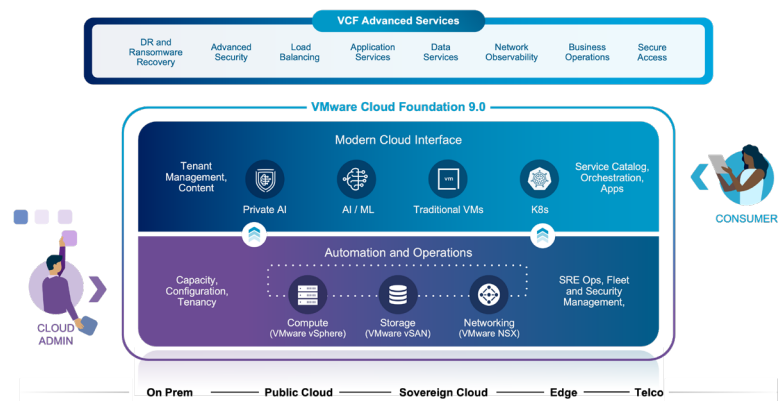 VCF Advanced Services
DR and
Ransomware
Recovery
Advanced
Security
Load
Balancing
Application
Services
Data
Services
Network
Observability
Business
Operations
Secure
Access
VMware Cloud Foundation 9.0
Modern Cloud Interface
Tenant
Management,
Content
Private AI
AI / ML
vm
Traditional VMs
K8s
Service Catalog,
Orchestration,
Apps
CONSUMER
Automation and Operations
Capacity,
Configuration,
Tenancy
Compute
(VMware vSphere)
Storage
(VMware vSAN)
Networking
(VMware NSX)
SRE Ops, Fleet
and Security
Management,
CLOUD
ADMIN
On Prem
Public Cloud
Sovereign Cloud
Edge
Telco